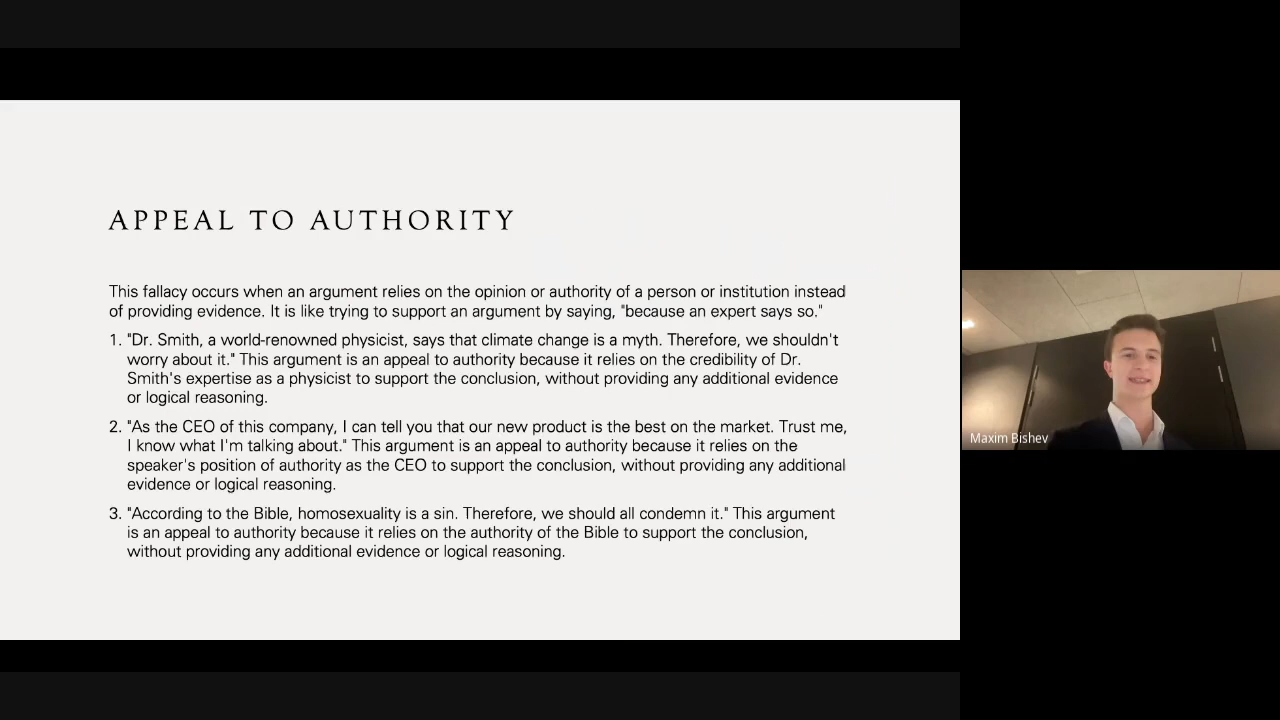 APPEAL TO AUTHORITY
This fallacy occurs when an argument relies on the opinion or authority of a person or institution instead
of providing evidence. It is like trying to support an argument by saying, "because an expert says so."
1. "Dr. Smith, a world-renowned physicist, says that climate change is a myth. Therefore, we shouldn't
worry about it." This argument is an appeal to authority because it relies on the credibility of Dr.
Smith's expertise as a physicist to support the conclusion, without providing any additional evidence
or logical reasoning.
2. "As the CEO of this company, I can tell you that our new product is the best on the market. Trust me,
I know what I'm talking about." This argument is an appeal to authority because it relies on the
speaker's position of authority as the CEO to support the conclusion, without providing any additional
evidence or logical reasoning.
3. "According to the Bible, homosexuality is a sin. Therefore, we should all condemn it." This argument
is an appeal to authority because it relies on the authority of the Bible to support the conclusion,
without providing any additional evidence or logical reasoning.
Maxim Bishev